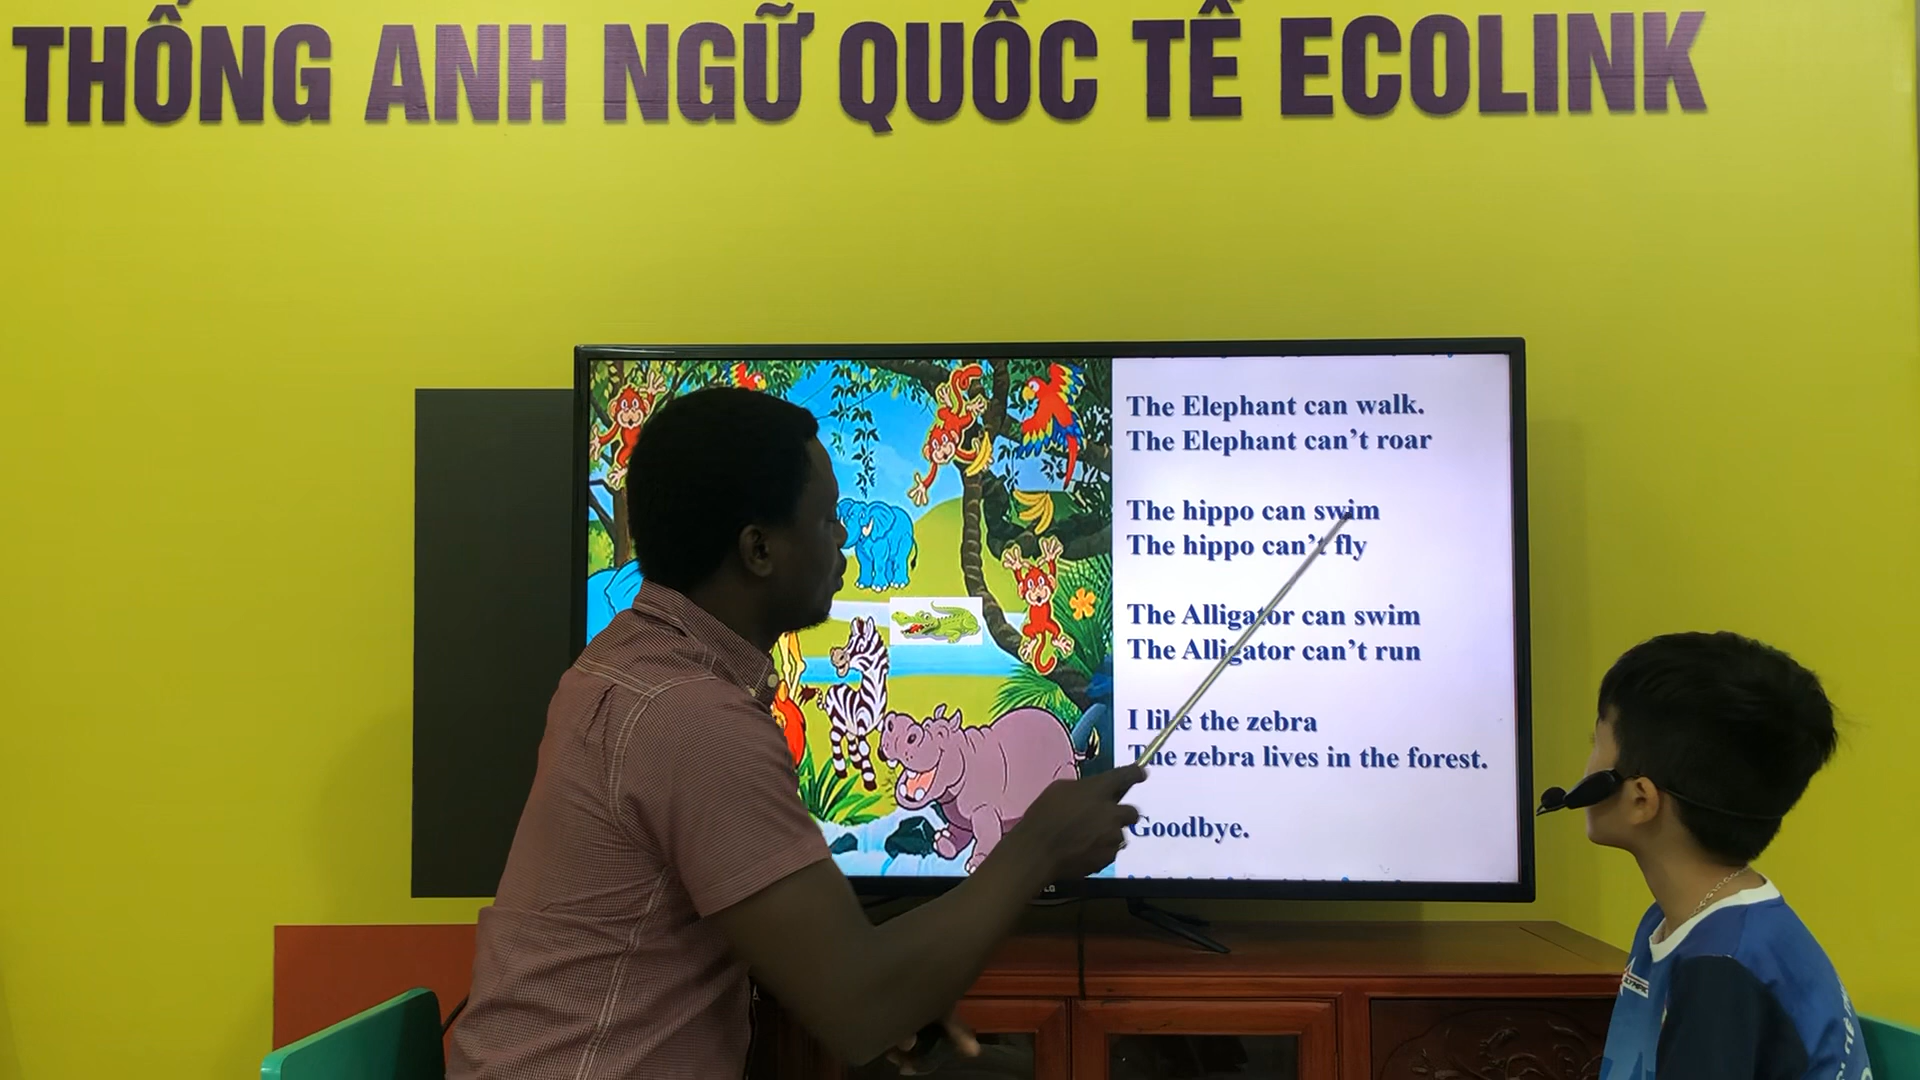 THỐNG ANH NGỮ QUỐC TẾ ECOLINK
The Elephant can walk.
The Elephant can't roar
The hippo can swim
The hippo can't fly
The Alligator can swim
The Alligator can't run
I like the zebra
The zebra lives in the forest.
Goodbye.
LG